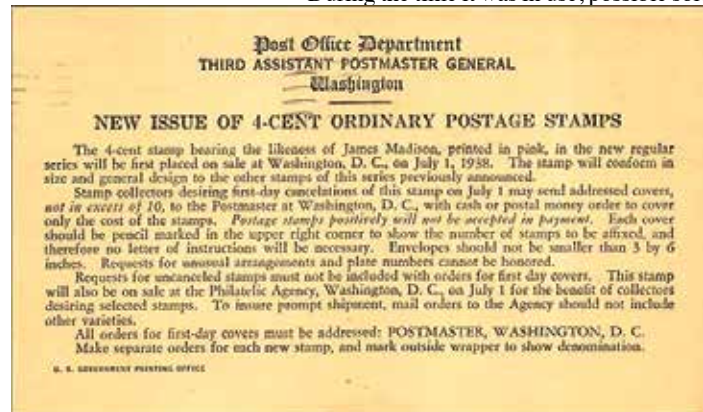 During the time it was in use, possible
Post Office Department
THIRD ASSISTANT POSTMASTER GENERAL
Washington
NEW ISSUE OF 4-CENT ORDINARY POSTAGE STAMPS
The 4-cent stamp bearing the likeness of James Madison, printed in pink, in the new regular
series will be first placed on sale at Washington, D. C., on July 1, 1938. The stamp will conform in
size and general design to the other stamps of this series previously announced.
Stamp collectors desiring first-day cancelations of this stamp on July 1 may send addressed covers,
not in excess of 10, to the Postmaster at Washington, D. C., with cash or postal money order to cover
only the cost of the stamps. Postage stamps positively will not be accepted in payment. Each cover
should be pencil marked in the upper right corner to show the number of stamps to be affixed, and
therefore no letter of instructions will be necessary. Envelopes should not be smaller than 3 by 6
inches. Requests for unusual arrangements and plate numbers cannot be honored.
Requests for uncanceled stamps must not be included with orders for first day covers. This stamp
will also be on sale at the Philatelic Agency, Washington, D. C., on July 1 for the benefit of collectors
desiring selected stamps. To insure prompt shipment, mail orders to the Agency should not include
other varieties.
All orders for first-day covers must be addressed: POSTMASTER, WASHINGTON, D. C.
Make separate orders for each new stamp, and mark outside wrapper to show denomination.
U. S. GOVERNMENT PRINTING OFFICE